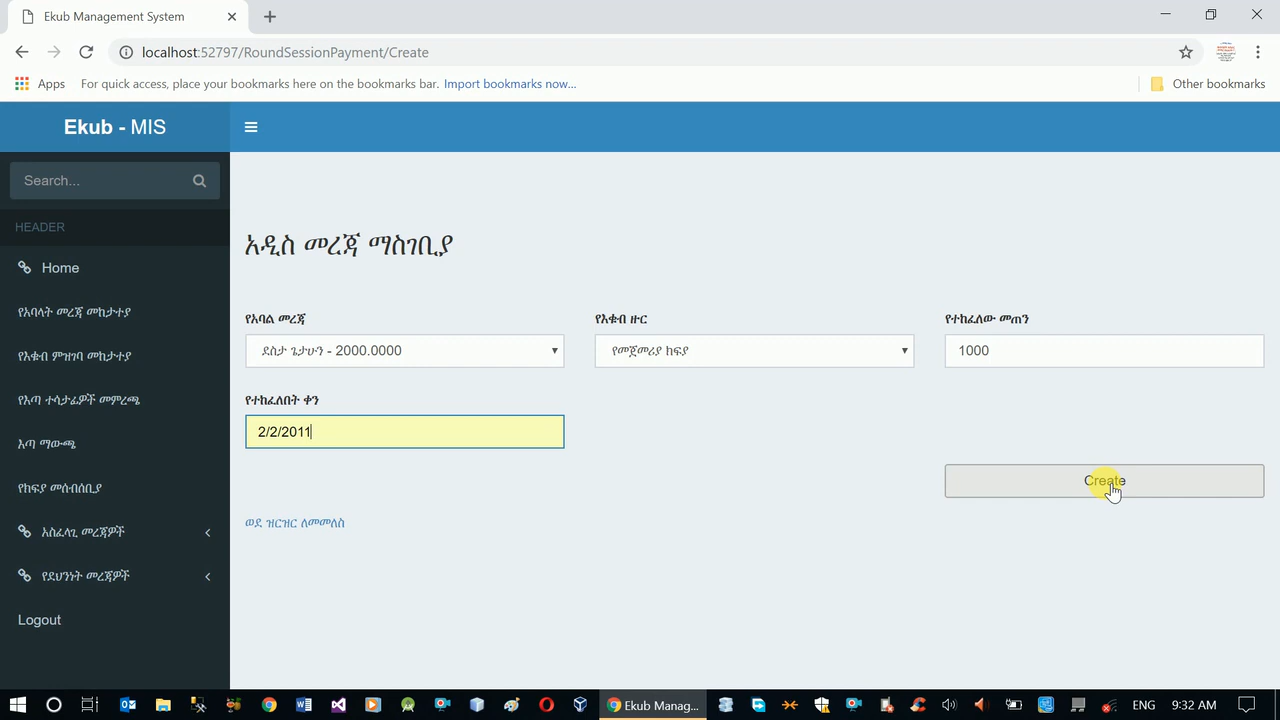 Ekub Management System
localhost:52797/RoundSessionPayment/Create
Apps For quick access, place your bookmarks here on the bookmarks bar. Import bookmarks now... Other bookmarks
Ekub - MIS
Search...
HEADER
Home
የአባላት መረጃ መከታተያ
የእቁብ ምዝገባ መከታተያ
የእጣ ተሳታፊዎች መምረጫ
እጣ ማውጫ
የከፍያ መሰብሰቢያ
አስፈላጊ መረጃዎች
የደህንነት መረጃዎች
Logout
አዲስ መረጃ ማስገቢያ
የአባል መረጃ የእቁብ ዙር የተከፈለው መጠን
ደስታ ጌታሁን - 2000.0000 የመጀመሪያ ከፍያ 1000
የተከፈለበት ቀን
2/2/2011
Create
ወደ ዝርዝር ለመመለስ
Ekub Manag... ENG 9:32 AM